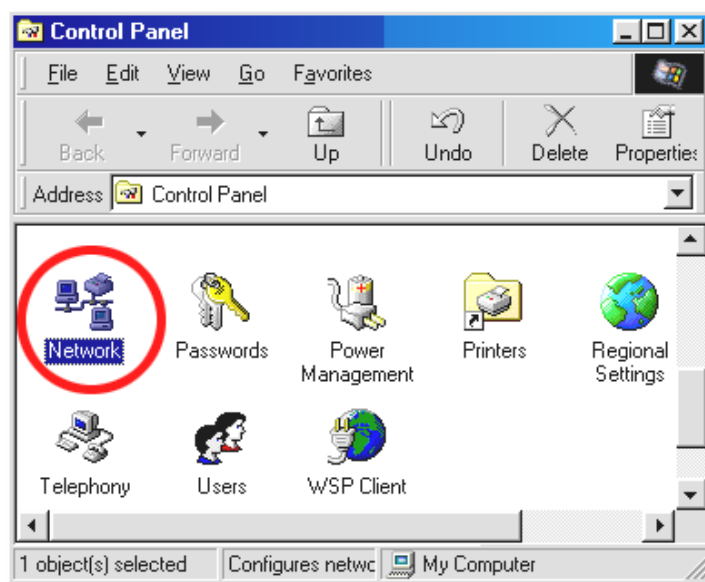 Control Panel
File Edit View Go Favorites
Back Forward Up Undo Delete Properties
Address Control Panel
Network Passwords Power Management Printers Regional Settings
Telephony Users WSP Client
1 object(s) selected Configures netwc My Computer